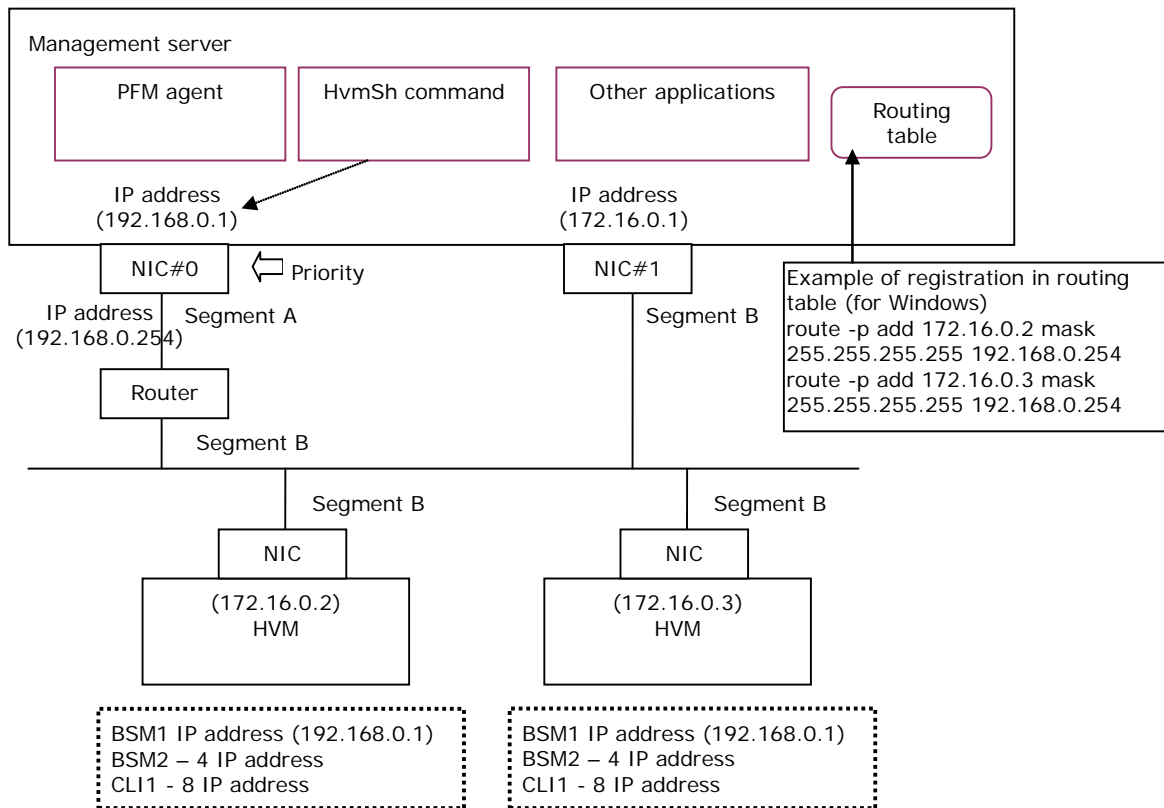 Management server
PFM agent
HvmSh command
Other applications
Routing
table
IP address
(192.168.0.1)
IP address
(172.16.0.1)
NIC#0
Priority
NIC#1
IP address
(192.168.0.254)
Segment A
Segment B
Example of registration in routing
table (for Windows)
route -p add 172.16.0.2 mask
255.255.255.255 192.168.0.254
route -p add 172.16.0.3 mask
255.255.255.255 192.168.0.254
Router
Segment B
Segment B
Segment B
NIC
NIC
(172.16.0.2)
HVM
(172.16.0.3)
HVM
BSM1 IP address (192.168.0.1)
BSM2 – 4 IP address
CLI1 - 8 IP address
BSM1 IP address (192.168.0.1)
BSM2 – 4 IP address
CLI1 - 8 IP address